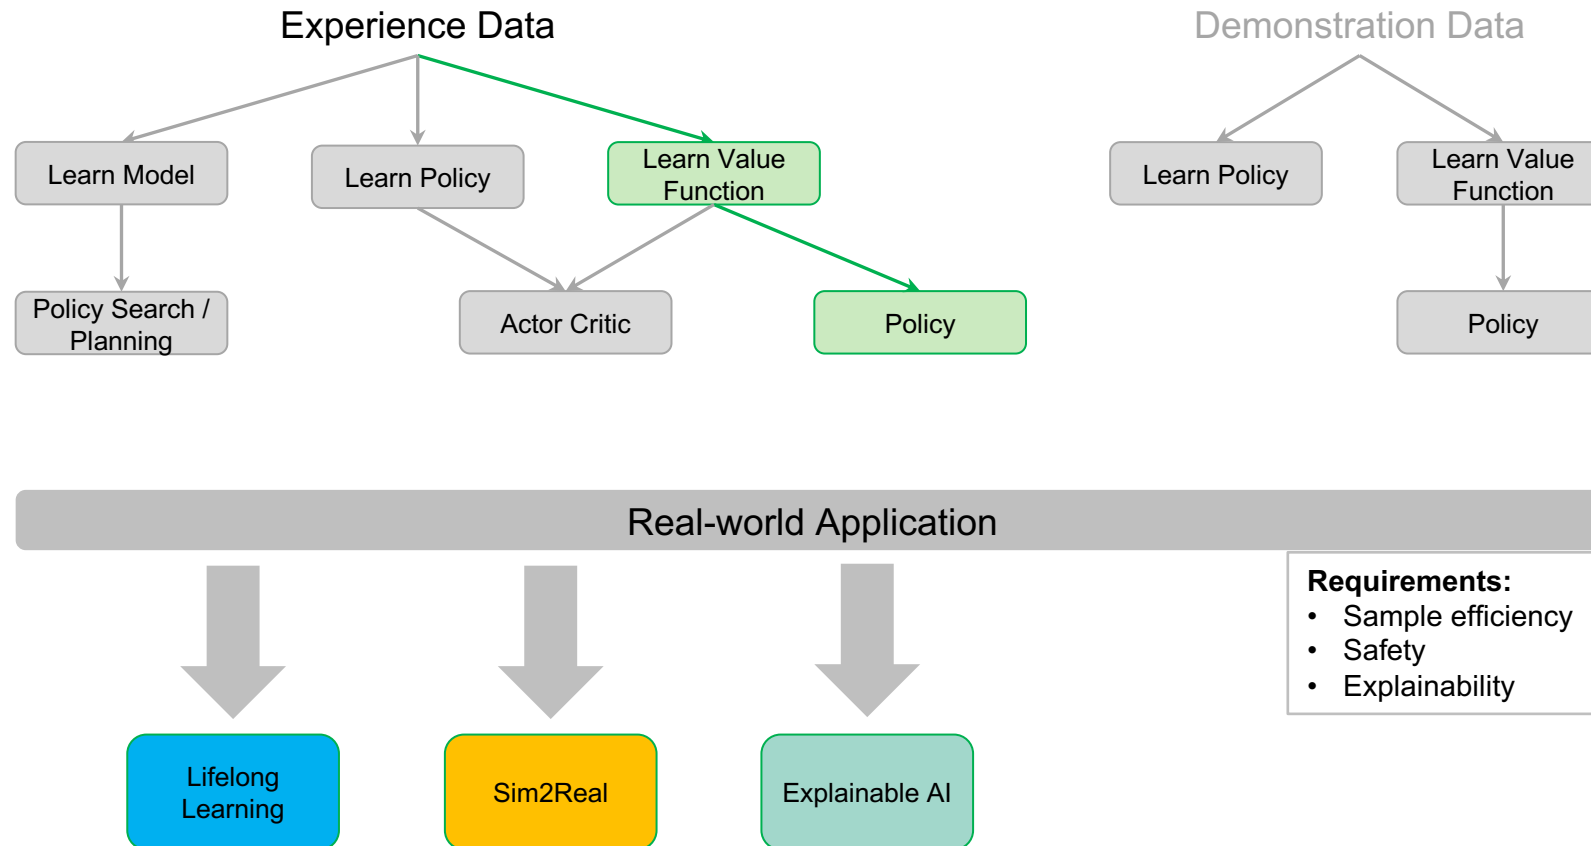 Experience Data
Demonstration Data
Learn Model
Learn Policy
Learn Value
Function
Learn Policy
Learn Value
Function
Policy Search /
Planning
Actor Critic
Policy
Policy
Real-world Application
Requirements:
• Sample efficiency
• Safety
• Explainability
Lifelong
Learning
Sim2Real
Explainable AI